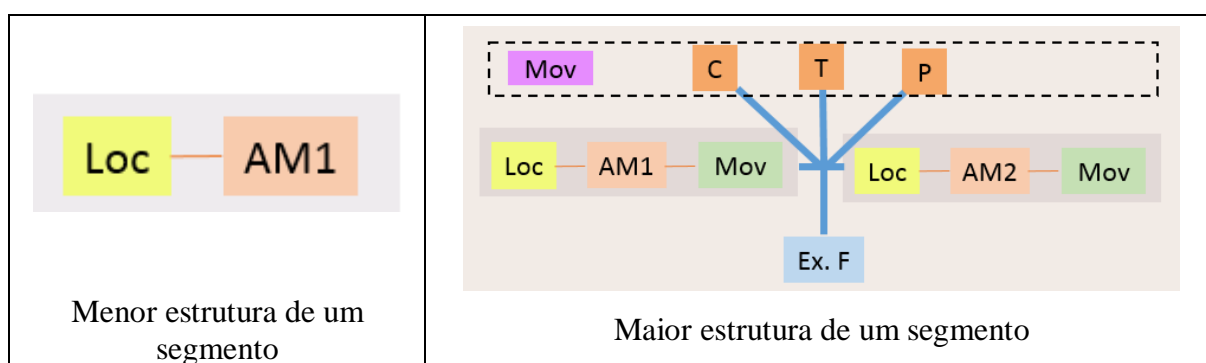 Loc AM1
Menor estrutura de um
segmento
Mov C T P
Loc AM1 Mov Loc AM2 Mov
Ex. F
Maior estrutura de um segmento